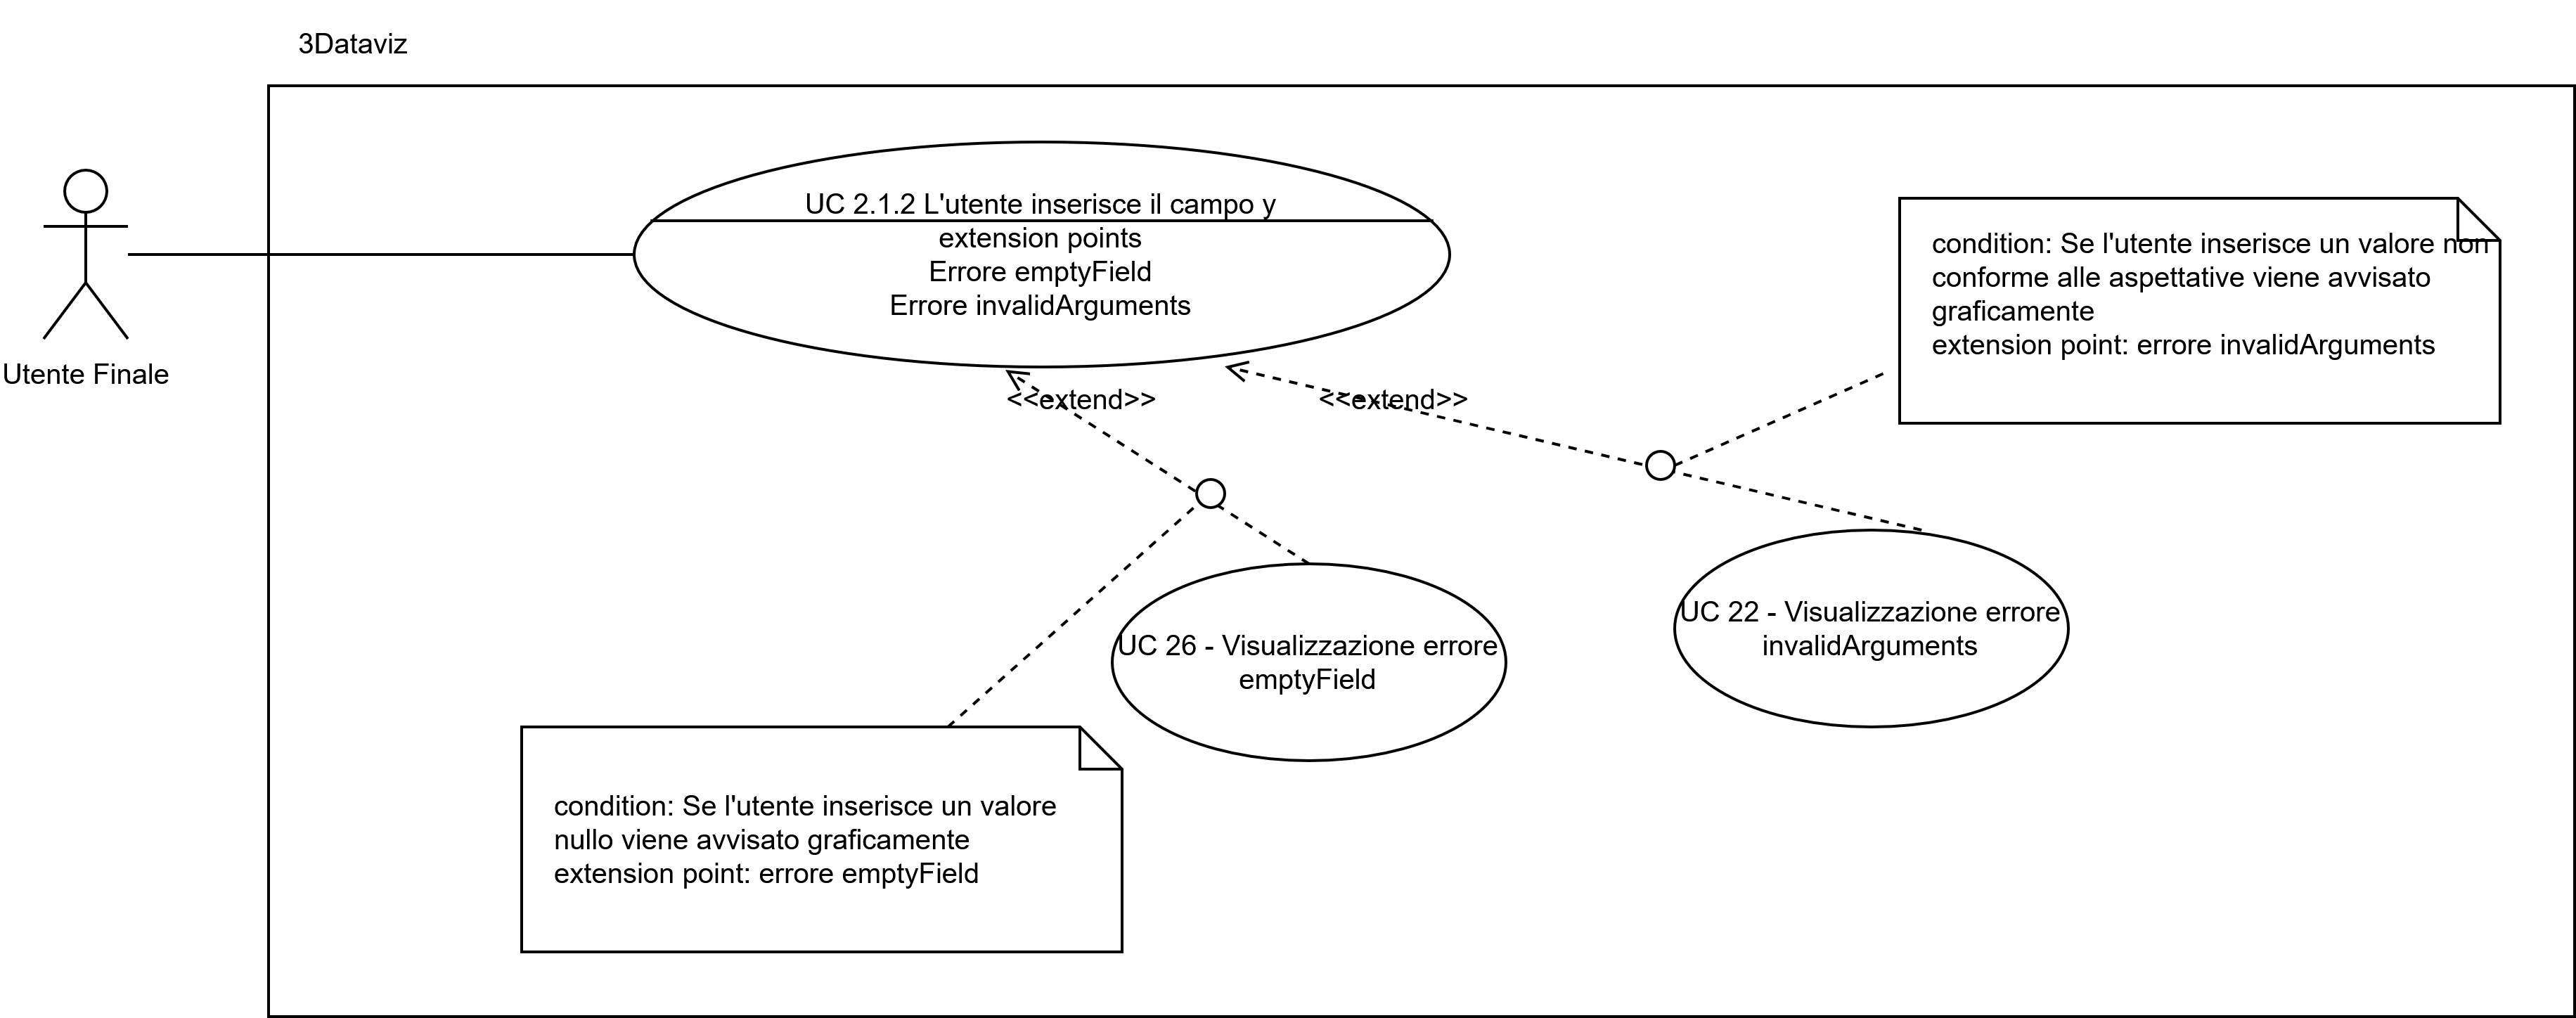 3Dataviz
Utente Finale
UC 2.1.2 L'utente inserisce il campo y
extension points
Errore emptyField
Errore invalidArguments
condition: Se l'utente inserisce un valore non
conforme alle aspettative viene avvisato
graficamente
extension point: errore invalidArguments
<<extend>>
<<extend>>
UC 26 - Visualizzazione errore
emptyField
UC 22 - Visualizzazione errore
invalidArguments
condition: Se l'utente inserisce un valore
nullo viene avvisato graficamente
extension point: errore emptyField